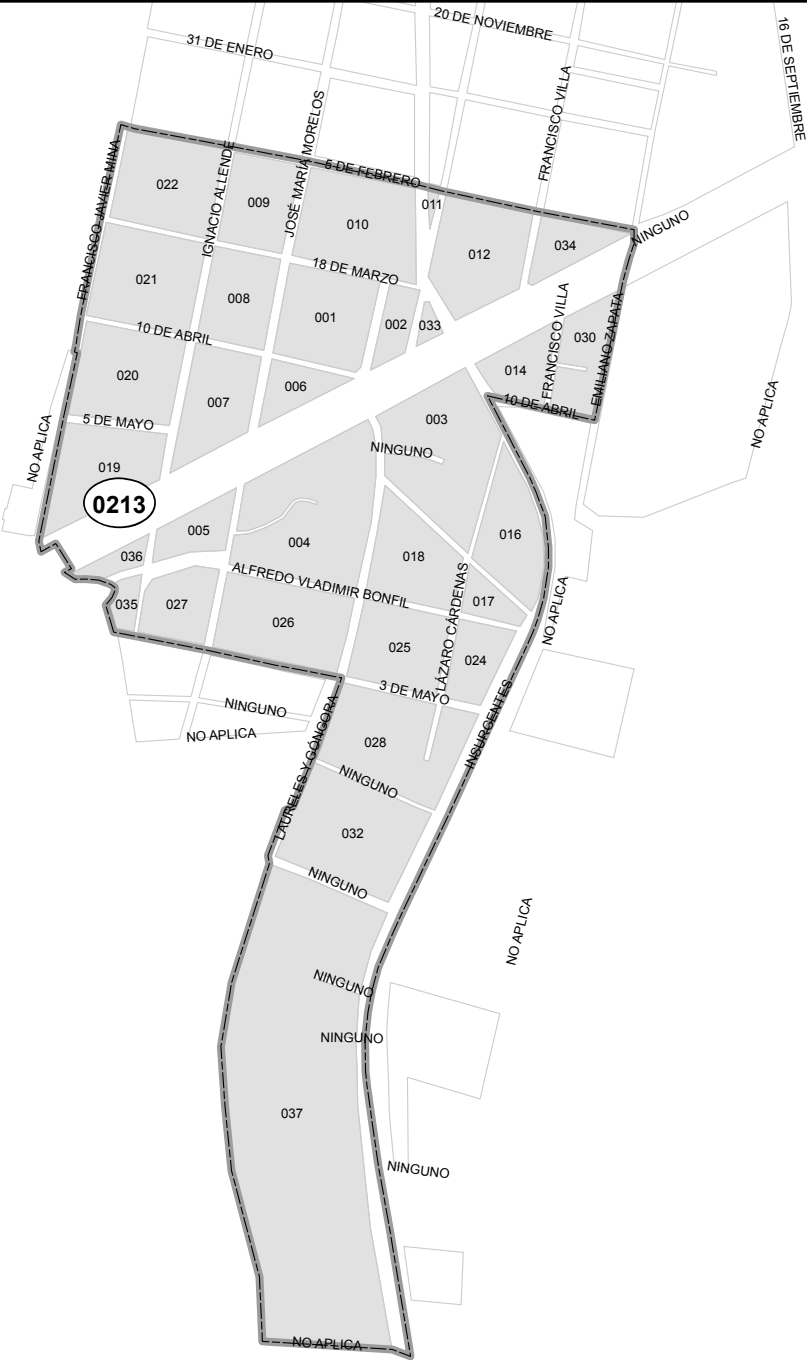 20 DE NOVIEMBRE
16 DE SEPTIEMBRE
31 DE ENERO
FRANCISCO VILLA
JOSÉ MARÍA MORELOS
IGNACIO ALLENDE
FRANCISCO JAVIER MINA
5 DE FEBRERO
022
009
010
011
012
034
NINGUNO
18 DE MARZO
021
008
001
002
033
FRANCISCO VILLA
030
EMILIANO ZAPATA
10 DE ABRIL
020
006
014
10 DE ABRIL
NO APLICA
007
5 DE MAYO
003
NINGUNO
NO APLICA
019
0213
005
004
036
018
016
ALFREDO VLADIMIR BONFIL
LÁZARO CÁRDENAS
017
035
027
026
NO APLICA
025
024
3 DE MAYO
NINGUNO
NO APLICA
LAURELES Y GÓNGORA
028
INSURGENTES
NINGUNO
032
NINGUNO
NO APLICA
NINGUNO
NINGUNO
037
NINGUNO
NO APLICA